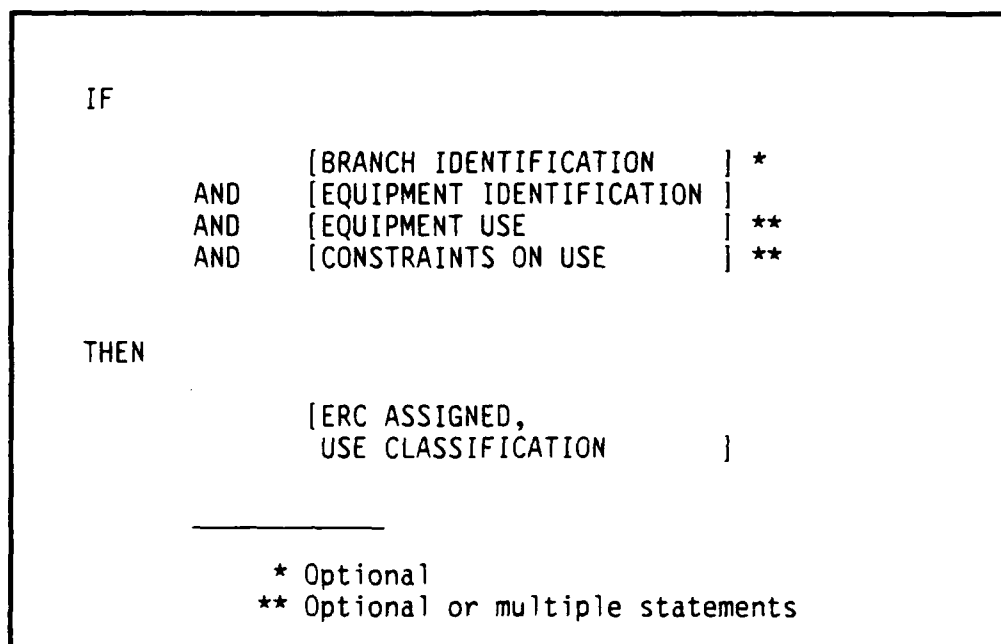 IF
[BRANCH IDENTIFICATION ] *
AND [EQUIPMENT IDENTIFICATION ]
AND [EQUIPMENT USE ] **
AND [CONSTRAINTS ON USE ] **
THEN
[ERC ASSIGNED,
USE CLASSIFICATION ]
* Optional
** Optional or multiple statements